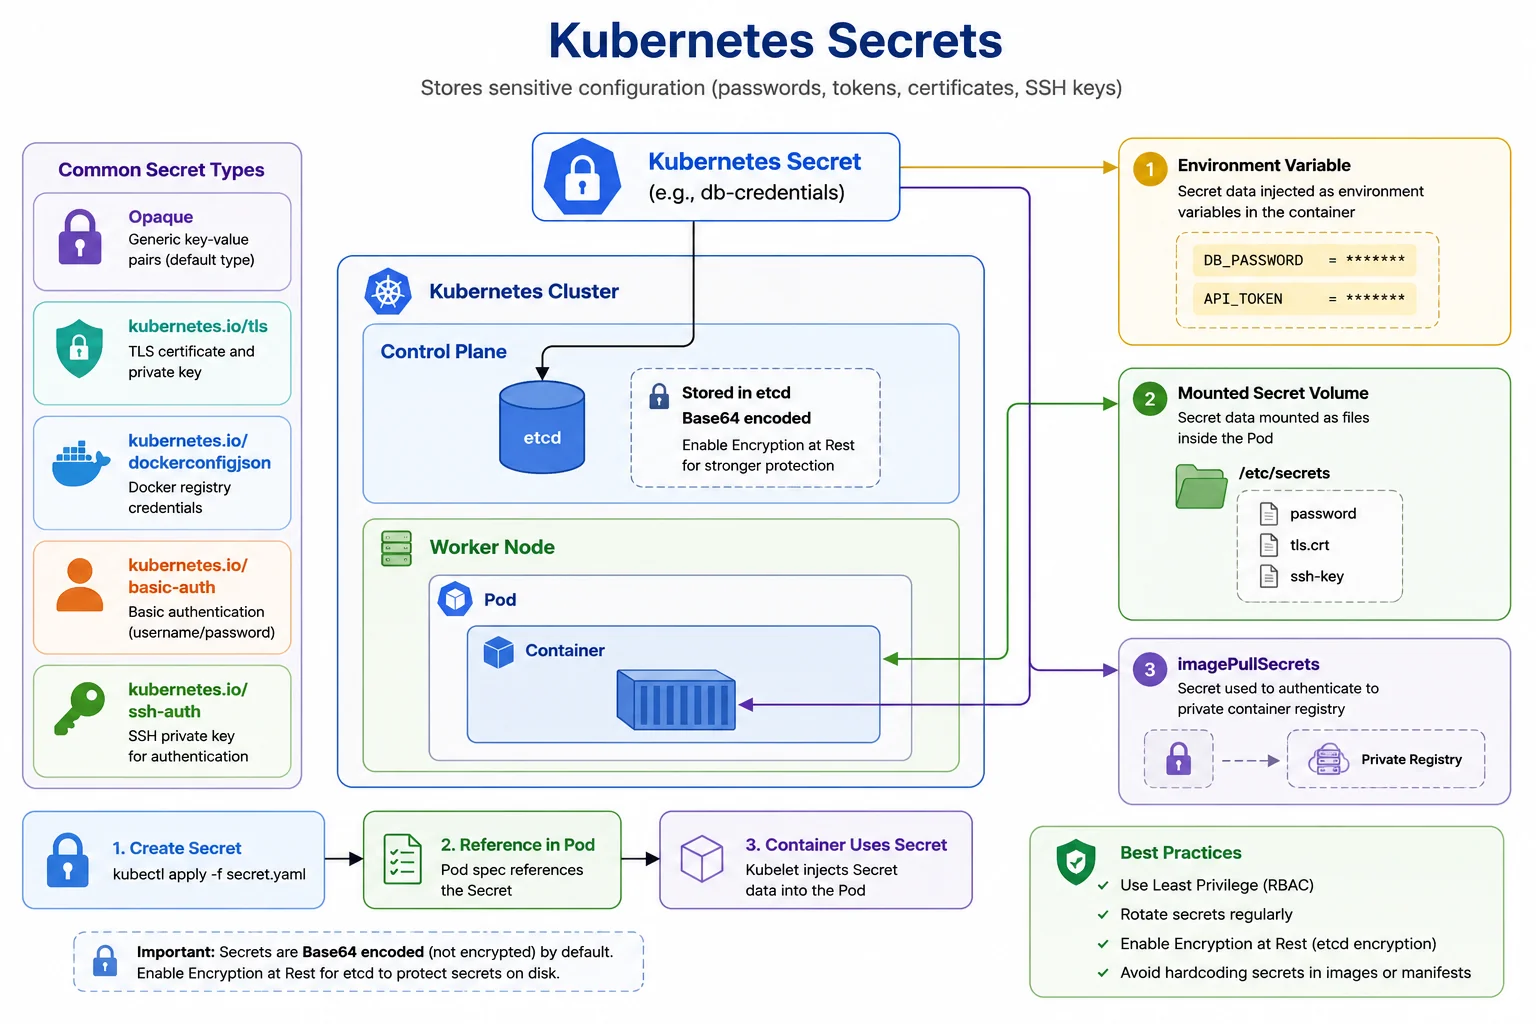 Kubernetes Secrets
Stores sensitive configuration (passwords, tokens, certificates, SSH keys)
Common Secret Types
Opaque
Generic key-value
pairs (default type)
kubernetes.io/tls
TLS certificate and
private key
kubernetes.io/
dockerconfigjson
Docker registry
credentials
kubernetes.io/
basic-auth
Basic authentication
(username/password)
kubernetes.io/
ssh-auth
SSH private key
for authentication
Kubernetes Secret
(e.g., db-credentials)
Kubernetes Cluster
Control Plane
etcd
Stored in etcd
Base64 encoded
Enable Encryption at Rest
for stronger protection
Worker Node
Pod
Container
1 Environment Variable
Secret data injected as environment
variables in the container
DB_PASSWORD = *******
API_TOKEN = *******
2 Mounted Secret Volume
Secret data mounted as files
inside the Pod
/etc/secrets
password
tls.crt
ssh-key
3 imagePullSecrets
Secret used to authenticate to
private container registry
Private Registry
1. Create Secret
kubectl apply -f secret.yaml
2. Reference in Pod
Pod spec references
the Secret
3. Container Uses Secret
Kubelet injects Secret
data into the Pod
Important: Secrets are Base64 encoded (not encrypted) by default.
Enable Encryption at Rest for etcd to protect secrets on disk.
Best Practices
✓ Use Least Privilege (RBAC)
✓ Rotate secrets regularly
✓ Enable Encryption at Rest (etcd encryption)
✓ Avoid hardcoding secrets in images or manifests